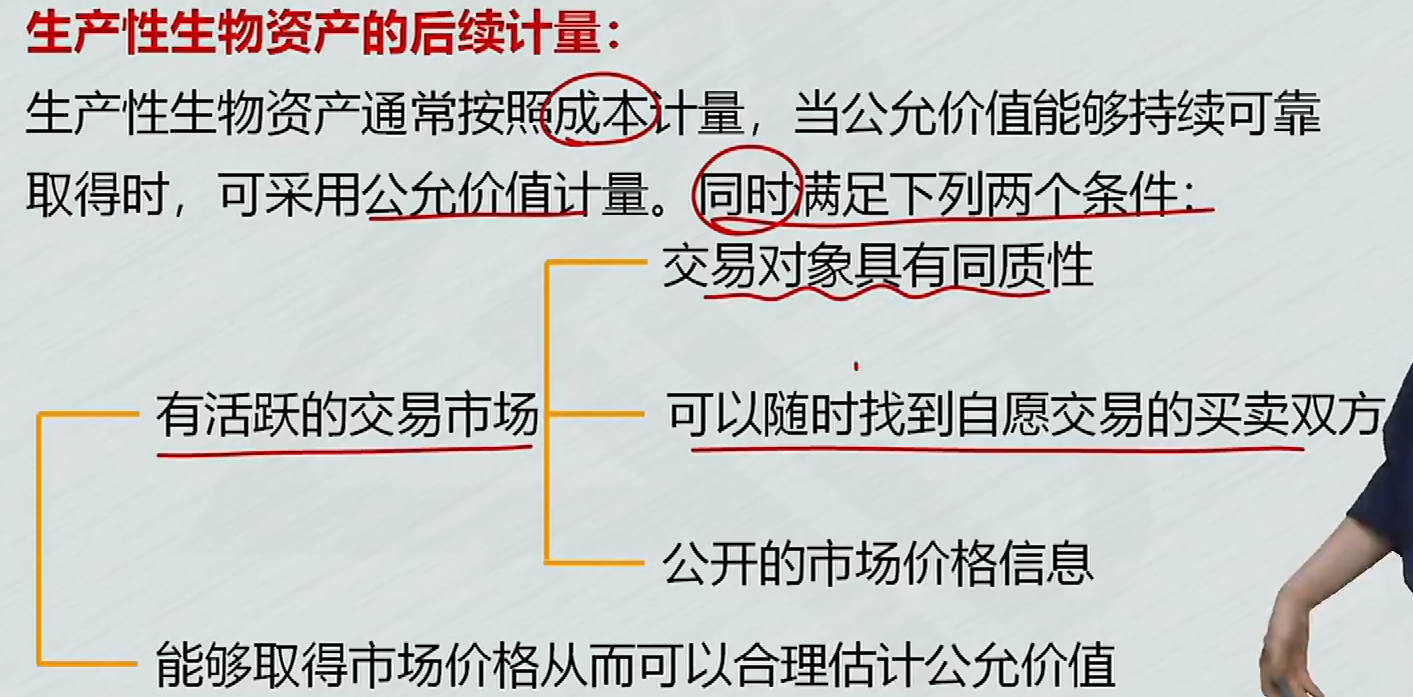 生产性生物资产的后续计量：
生产性生物资产通常按照成本计量，当公允价值能够持续可靠
取得时，可采用公允价值计量。同时满足下列两个条件：
交易对象具有同质性
有活跃的交易市场
可以随时找到自愿交易的买卖双方
公开的市场价格信息
能够取得市场价格从而可以合理估计公允价值